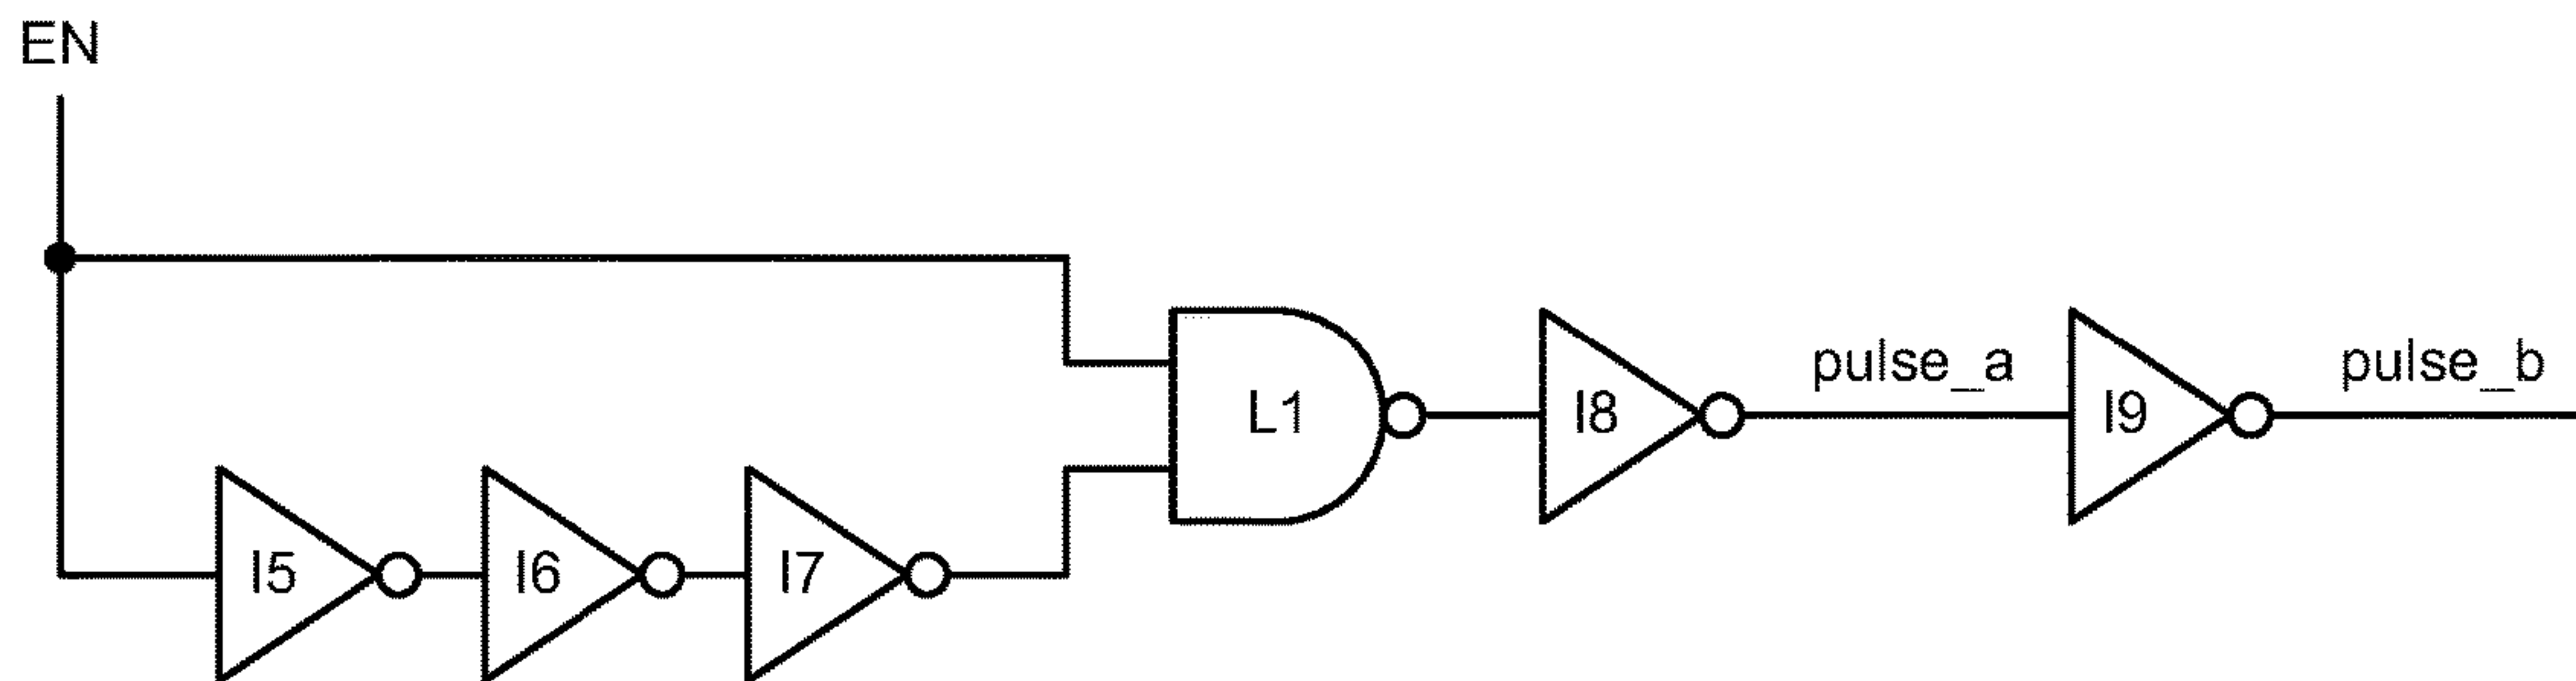 EN
L1
I8
pulse_a
I9
pulse_b
I5
I6
I7